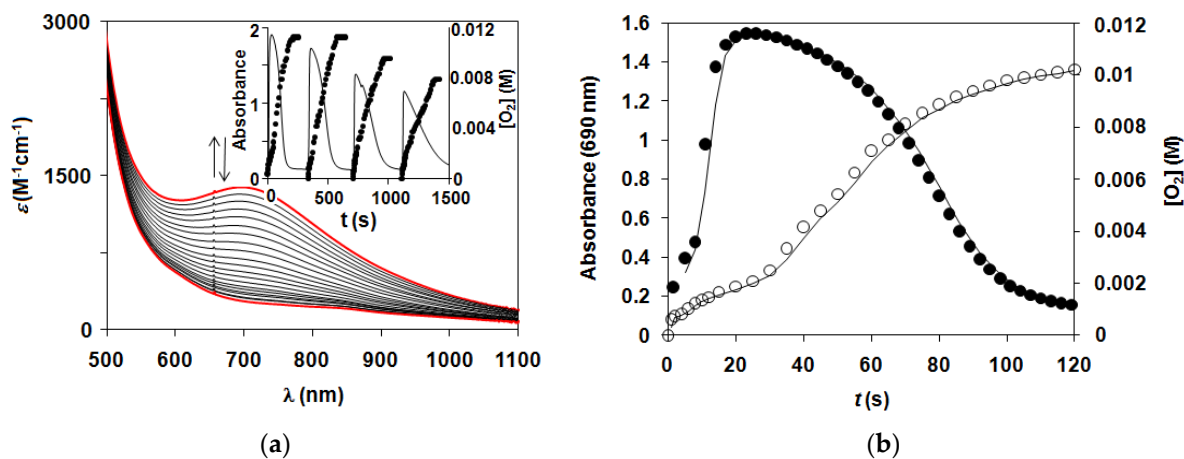 3000
1500
0
ε(M-1cm-1)
500 600 700 800 900 1000 1100
λ (nm)
2
1
0
Absorbance
0.012
0.008
0.004
0
[O2] (M)
0 500 1000 1500
t (s)
(a)
1.6
1.4
1.2
1.0
0.8
0.6
0.4
0.2
0
Absorbance (690 nm)
0.012
0.01
0.008
0.006
0.004
0.002
0
[O2] (M)
0 20 40 60 80 100 120
t (s)
(b)